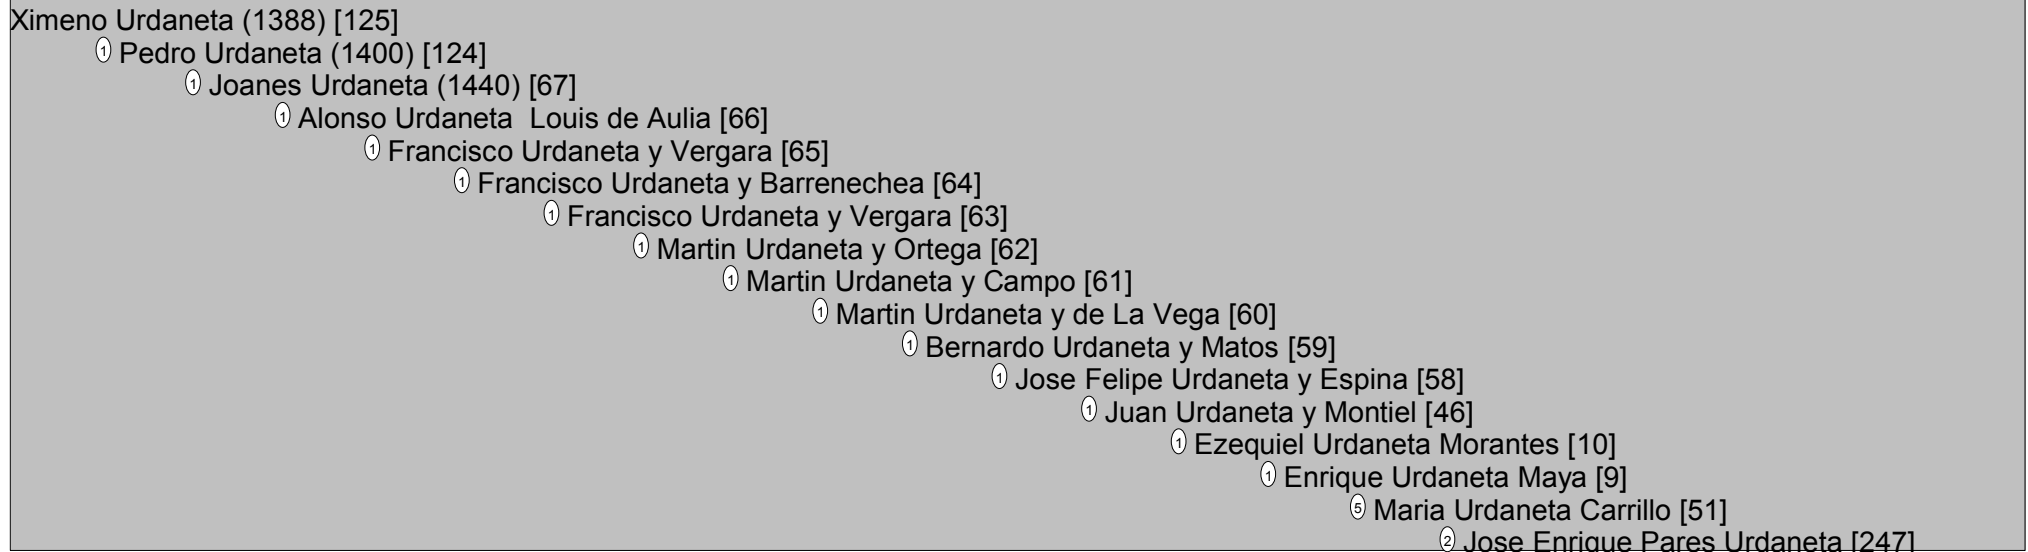 Ximeno Urdaneta (1388) [125]
1 Pedro Urdaneta (1400) [124]
1 Joanes Urdaneta (1440) [67]
1 Alonso Urdaneta  Louis de Aulia [66]
1 Francisco Urdaneta y Vergara [65]
1 Francisco Urdaneta y Barrenechea [64]
1 Francisco Urdaneta y Vergara [63]
1 Martin Urdaneta y Ortega [62]
1 Martin Urdaneta y Campo [61]
1 Martin Urdaneta y de La Vega [60]
1 Bernardo Urdaneta y Matos [59]
1 Jose Felipe Urdaneta y Espina [58]
1 Juan Urdaneta y Montiel [46]
1 Ezequiel Urdaneta Morantes [10]
1 Enrique Urdaneta Maya [9]
5 Maria Urdaneta Carrillo [51]
2 Jose Enrique Pares Urdaneta [247]